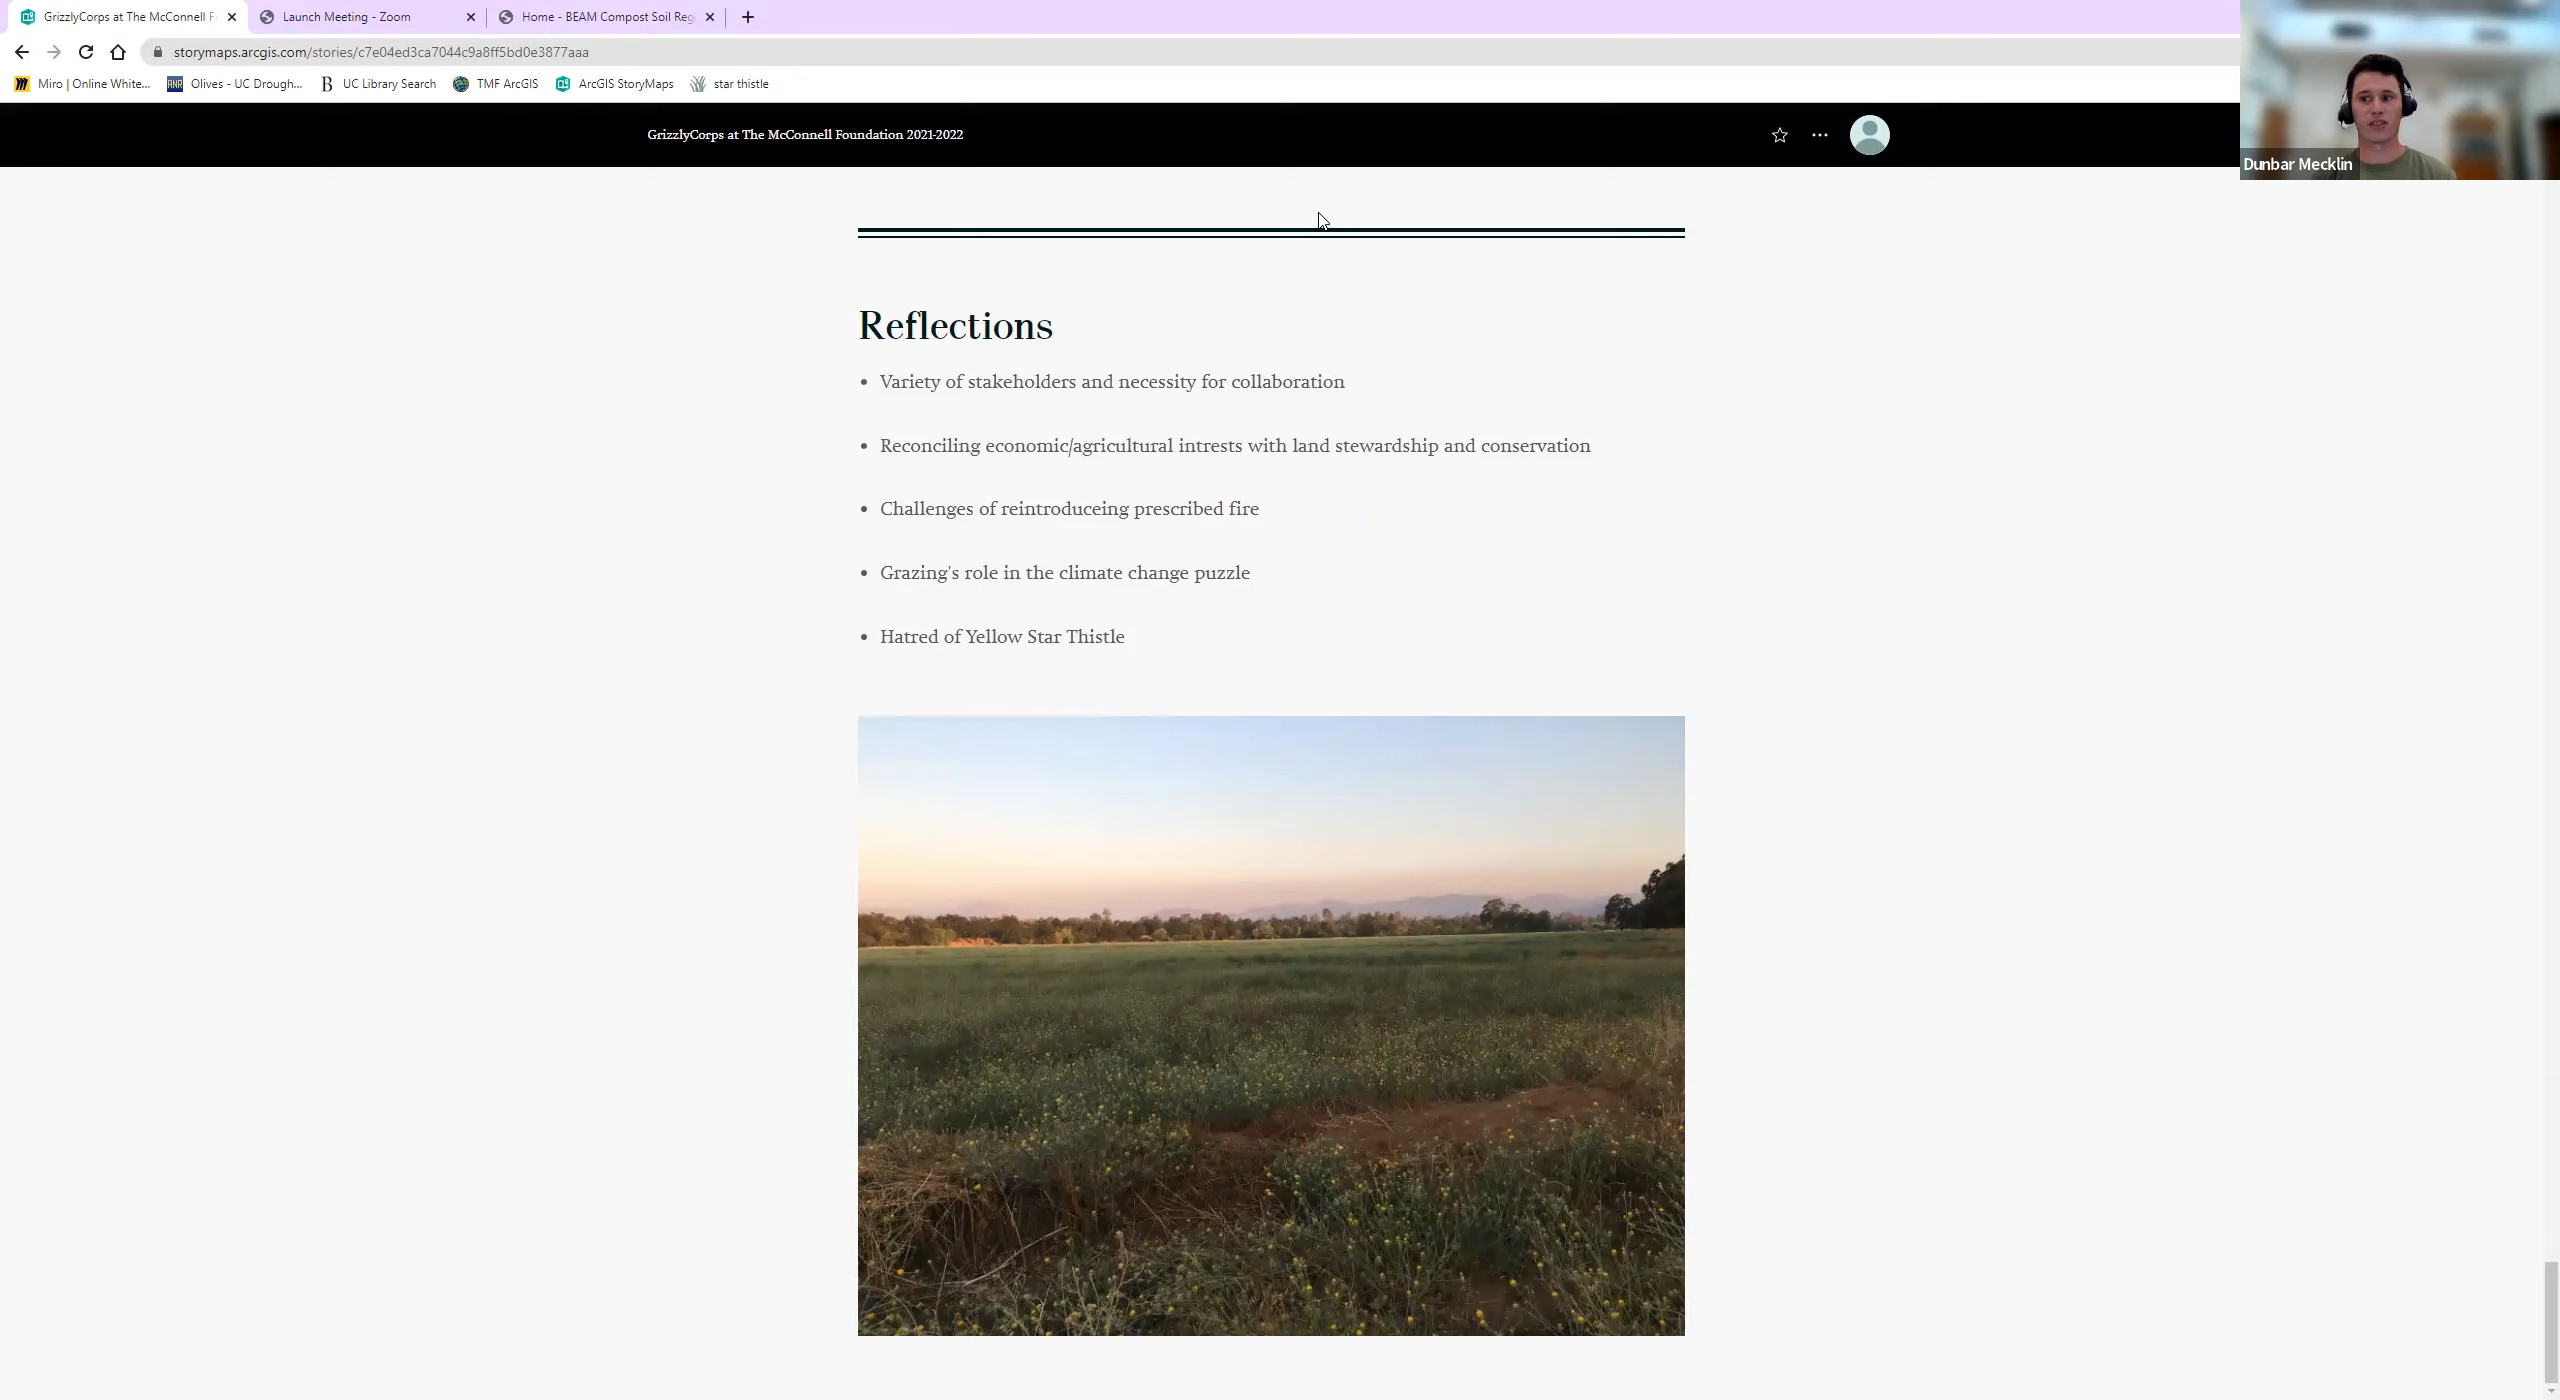 GrizzlyCorps at The McConnell F
Launch Meeting - Zoom
Home - BEAM Compost Soil Reg
storymaps.arcgis.com/stories/c7e04ed3ca7044c9a8ff5bd0e3877aaa
Miro | Online White...
Olives - UC Drough...
UC Library Search
TMF ArcGIS
ArcGIS StoryMaps
star thistle
GrizzlyCorps at The McConnell Foundation 2021-2022
Dunbar Mecklin
Reflections
• Variety of stakeholders and necessity for collaboration
• Reconciling economic/agricultural intrests with land stewardship and conservation
• Challenges of reintroduceing prescribed fire
• Grazing's role in the climate change puzzle
• Hatred of Yellow Star Thistle